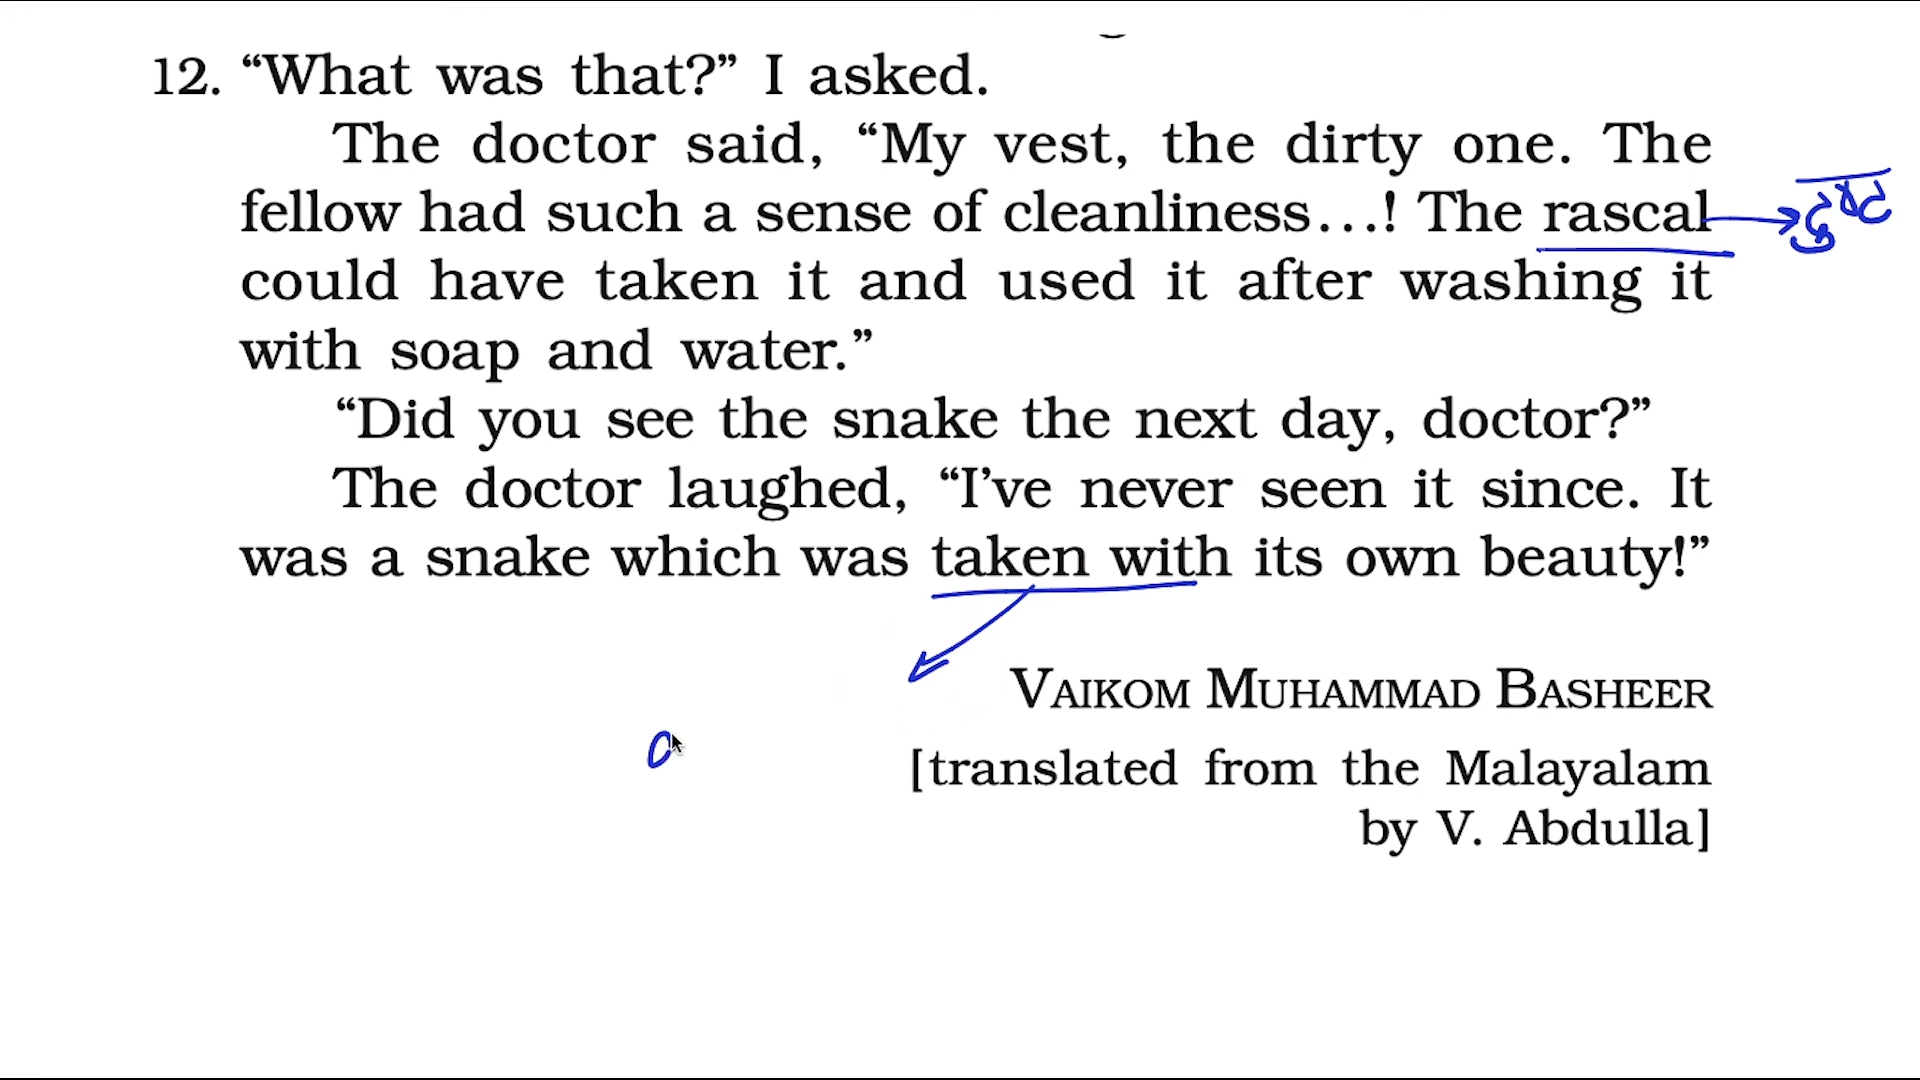 12. “What was that?” I asked.
The doctor said, “My vest, the dirty one. The
fellow had such a sense of cleanliness...! The rascal
दुष्ट
could have taken it and used it after washing it
with soap and water.”
“Did you see the snake the next day, doctor?”
The doctor laughed, “I’ve never seen it since. It
was a snake which was taken with its own beauty!”
VAIKOM MUHAMMAD BASHEER
[translated from the Malayalam
by V. Abdulla]